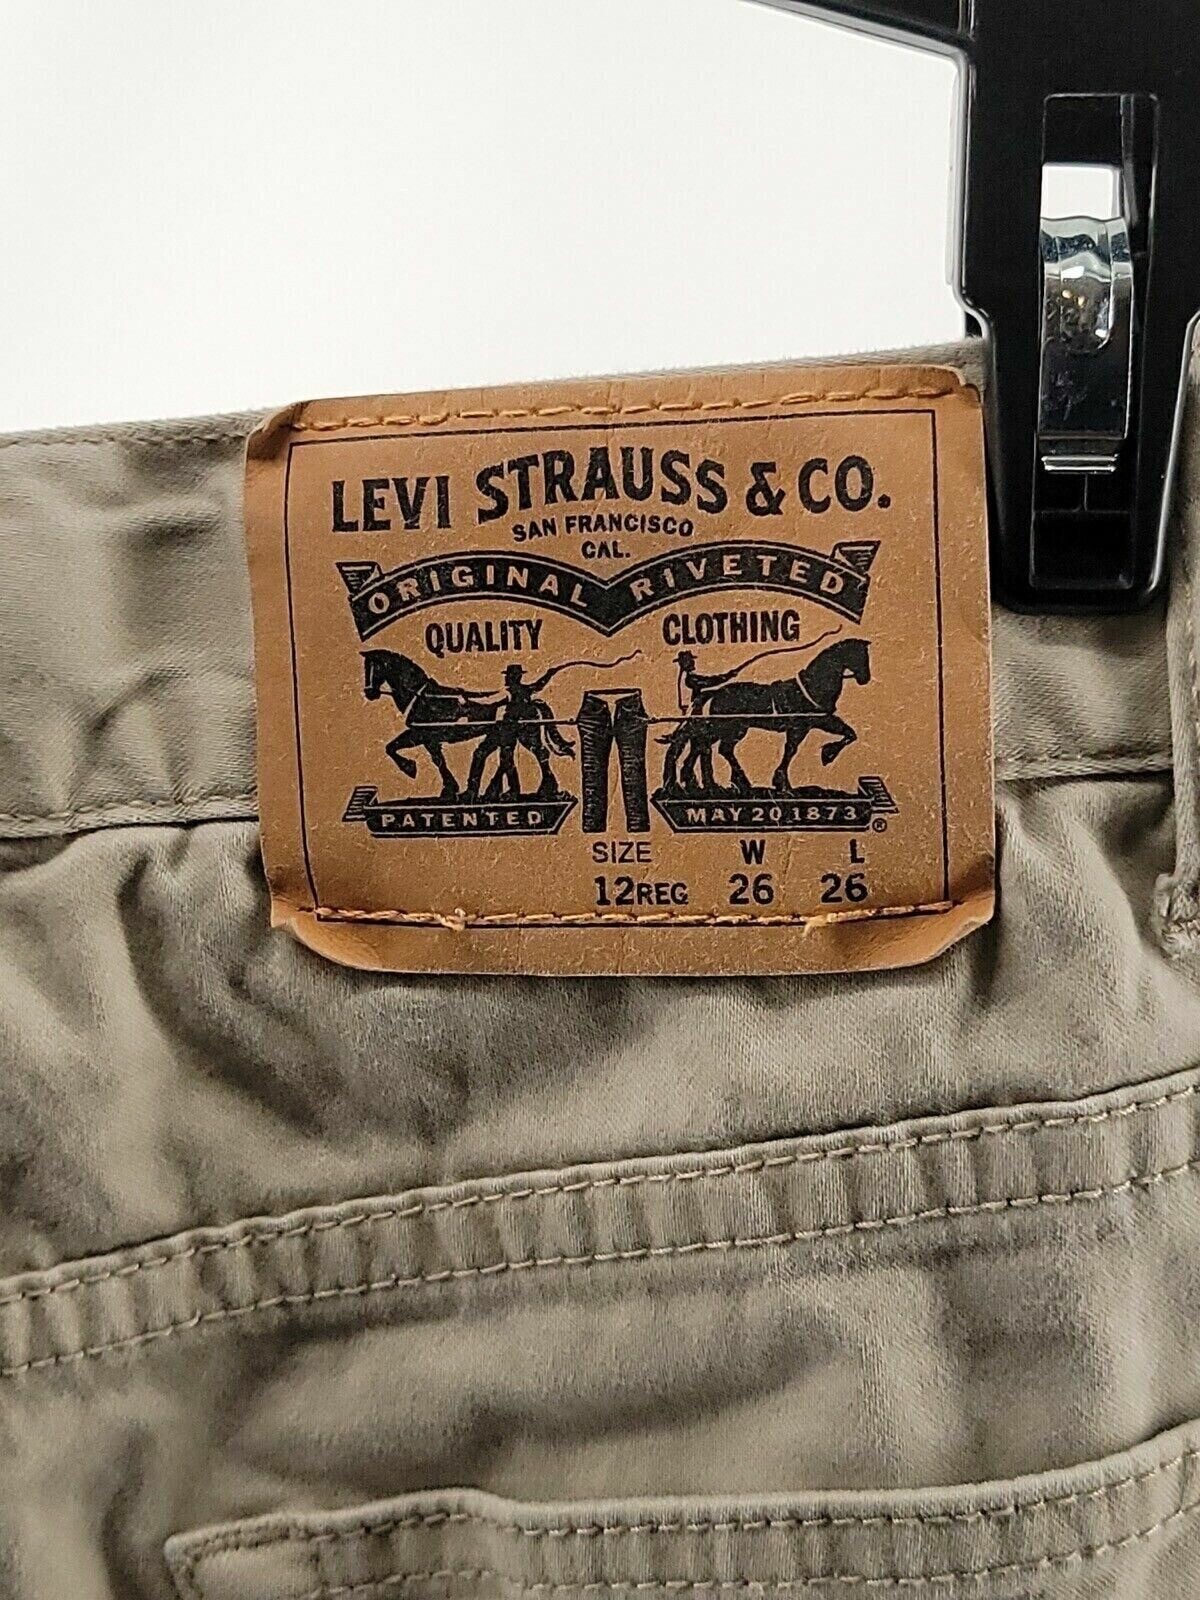 LEVI STRAUSS & CO.
SAN FRANCISCO
CAL.
ORIGINAL RIVETED
QUALITY CLOTHING
PATENTED MAY 20 1873 ®
SIZE W L
12REG 26 26